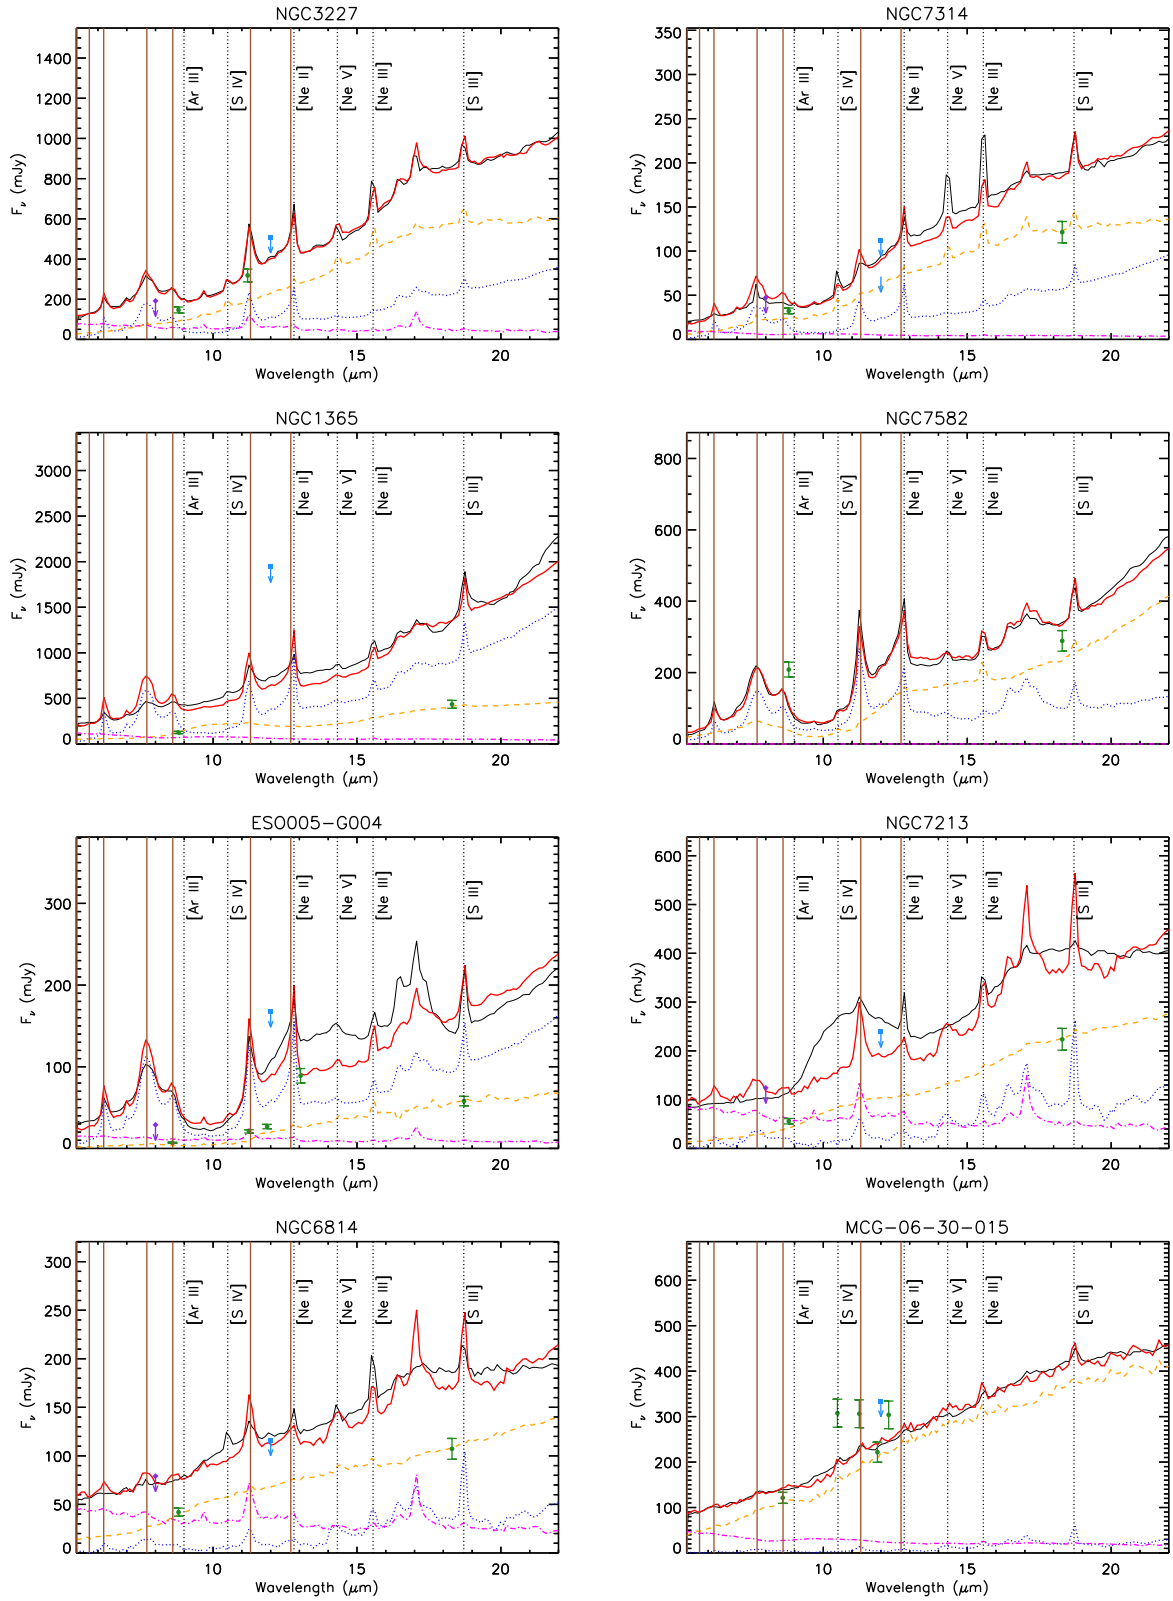 NGC3227
1400
1200
1000
800
600
400
200
0
[Ar III]
[S IV]
[Ne II]
[Ne V]
[Ne III]
[S III]
10
15
20
Fν (mJy)
Wavelength (μm)
NGC7314
350
300
250
200
150
100
50
0
[Ar III]
[S IV]
[Ne II]
[Ne V]
[Ne III]
[S III]
10
15
20
Fν (mJy)
Wavelength (μm)
NGC1365
3000
2500
2000
1500
1000
500
0
[Ar III]
[S IV]
[Ne II]
[Ne V]
[Ne III]
[S III]
10
15
20
Fν (mJy)
Wavelength (μm)
NGC7582
800
600
400
200
0
[Ar III]
[S IV]
[Ne II]
[Ne V]
[Ne III]
[S III]
10
15
20
Fν (mJy)
Wavelength (μm)
ESO005-G004
300
200
100
0
[Ar III]
[S IV]
[Ne II]
[Ne V]
[Ne III]
[S III]
10
15
20
Fν (mJy)
Wavelength (μm)
NGC7213
600
500
400
300
200
100
0
[Ar III]
[S IV]
[Ne II]
[Ne V]
[Ne III]
[S III]
10
15
20
Fν (mJy)
Wavelength (μm)
NGC6814
300
250
200
150
100
50
0
[Ar III]
[S IV]
[Ne II]
[Ne V]
[Ne III]
[S III]
10
15
20
Fν (mJy)
Wavelength (μm)
MCG-06-30-015
600
500
400
300
200
100
0
[Ar III]
[S IV]
[Ne II]
[Ne V]
[Ne III]
[S III]
10
15
20
Fν (mJy)
Wavelength (μm)